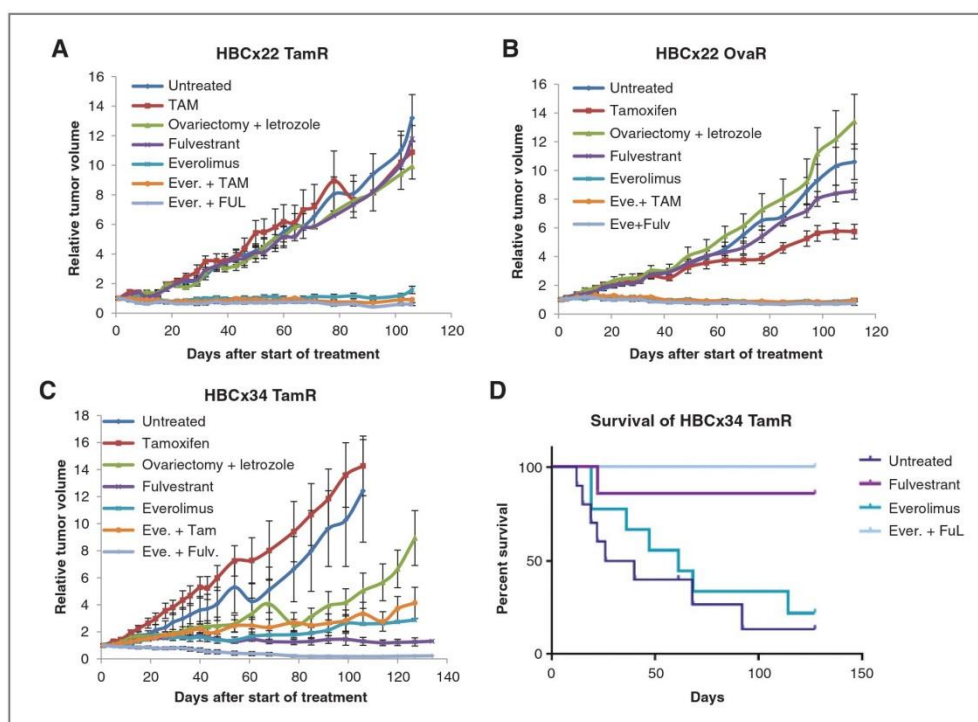 A
HBCx22 TamR
Relative tumor volume
16
14
12
10
8
6
4
2
0
Untreated
TAM
Ovariectomy + letrozole
Fulvestrant
Everolimus
Ever. + TAM
Ever. + FUL
0 20 40 60 80 100 120
Days after start of treatment
B
HBCx22 OvaR
Relative tumor volume
16
14
12
10
8
6
4
2
0
Untreated
Tamoxifen
Ovariectomy + letrozole
Fulvestrant
Everolimus
Eve.+ TAM
Eve+Fulv
0 20 40 60 80 100 120
Days after start of treatment
C
HBCx34 TamR
Relative tumor volume
18
16
14
12
10
8
6
4
2
0
Untreated
Tamoxifen
Ovariectomy + letrozole
Fulvestrant
Everolimus
Eve. + Tam
Eve. + Fulv.
0 20 40 60 80 100 120 140
Days after start of treatment
D
Survival of HBCx34 TamR
Percent survival
100
50
0
0 50 100 150
Days
Untreated
Fulvestrant
Everolimus
Ever. + FuL